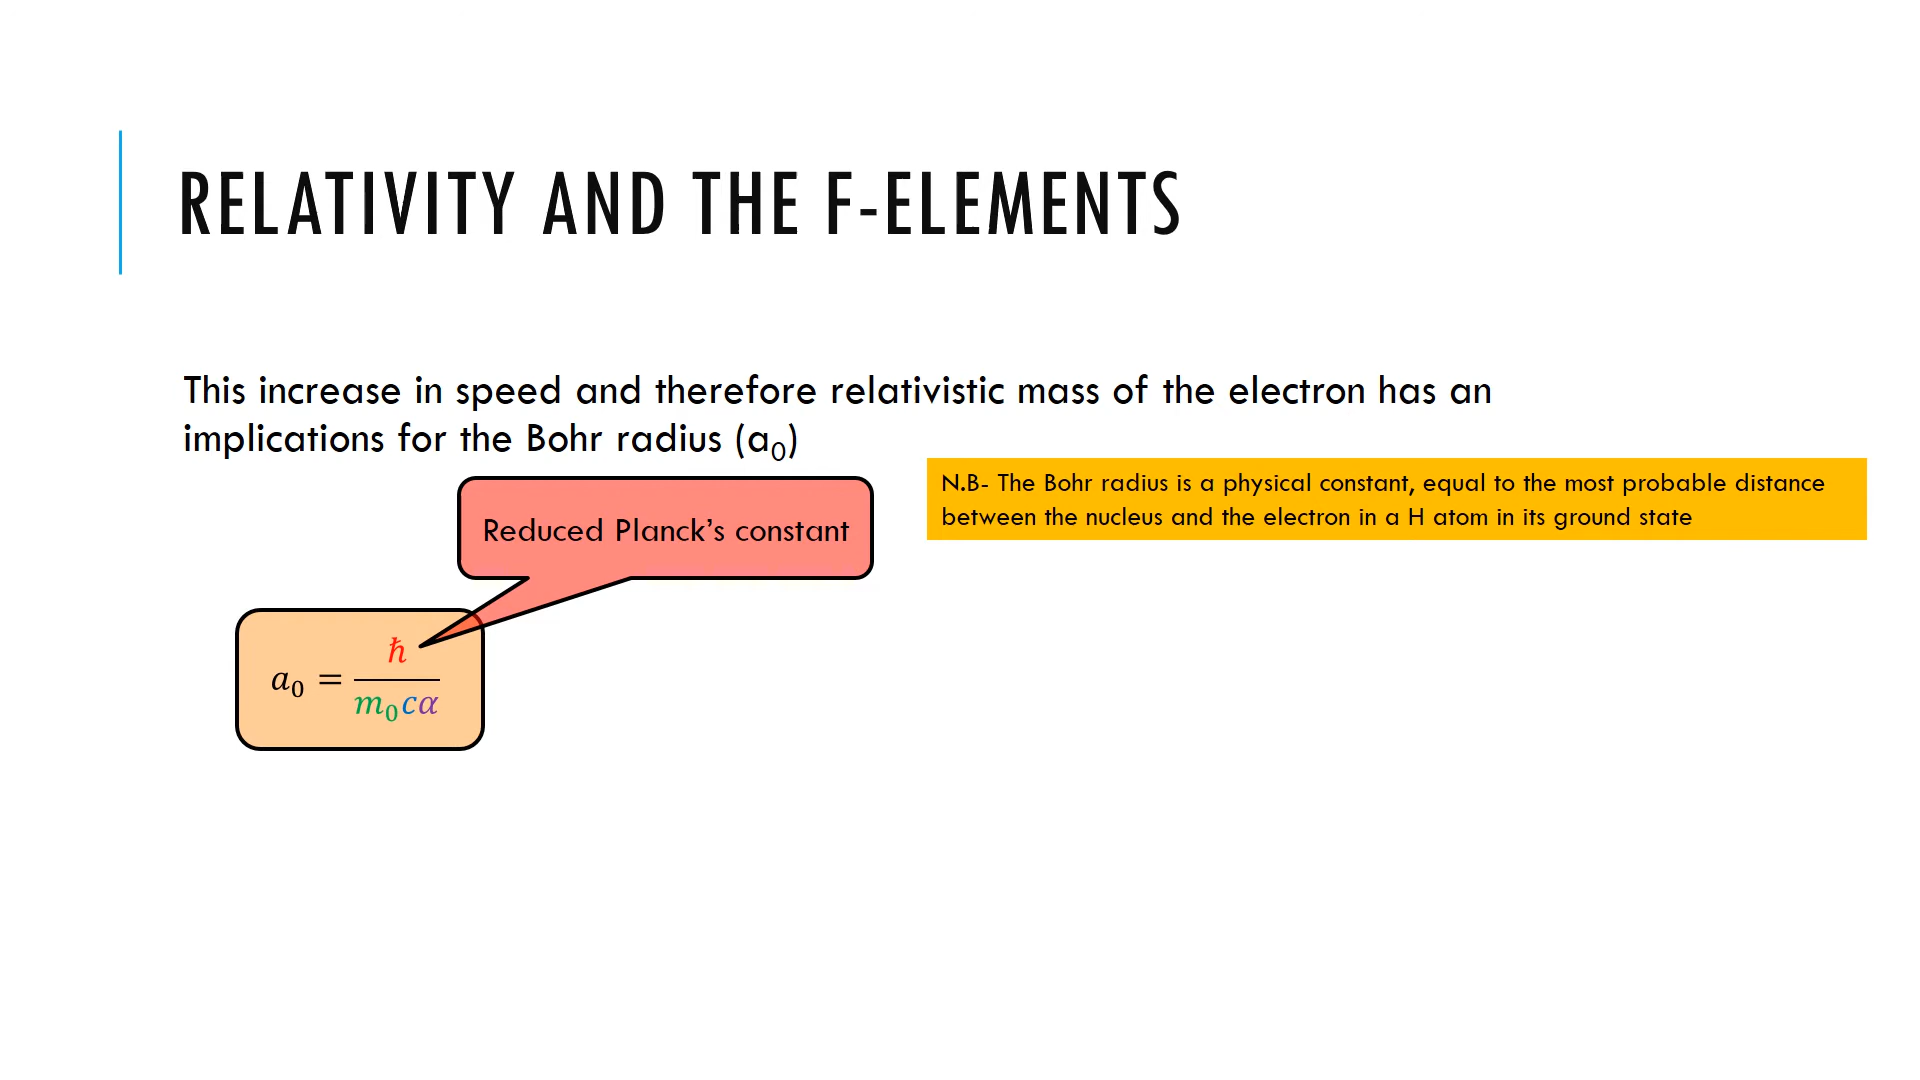 RELATIVITY AND THE F-ELEMENTS
This increase in speed and therefore relativistic mass of the electron has an
implications for the Bohr radius (a₀)
N.B- The Bohr radius is a physical constant, equal to the most probable distance
between the nucleus and the electron in a H atom in its ground state
Reduced Planck’s constant
a₀ = ℏ / m₀cα